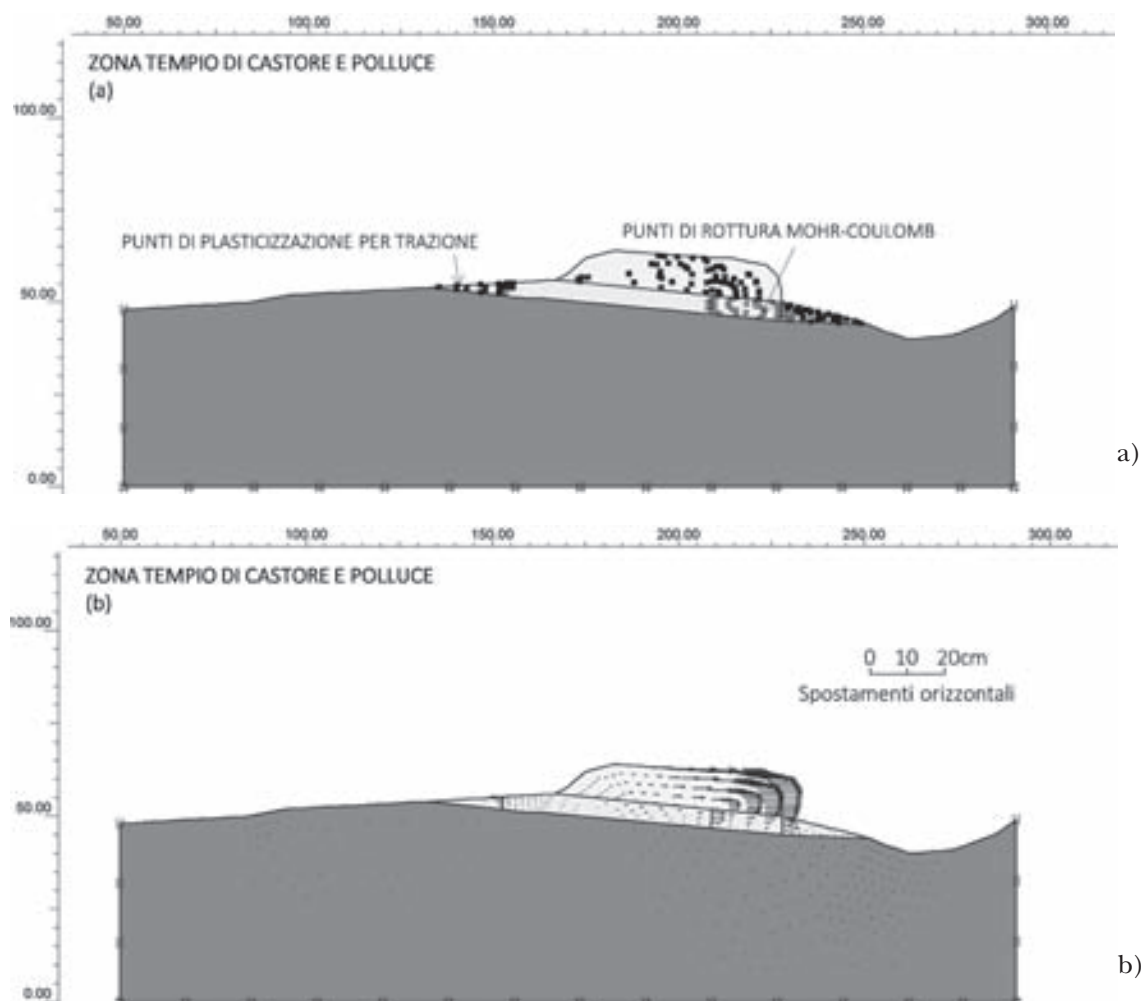 50.00 100.00 150.00 200.00 250.00 300.00
ZONA TEMPIO DI CASTORE E POLLUCE
(a)
100.00
PUNTI DI ROTTURA MOHR-COULOMB
PUNTI DI PLASTICIZZAZIONE PER TRAZIONE
50.00
a)
0.00
50.00 100.00 150.00 200.00 250.00 300.00
ZONA TEMPIO DI CASTORE E POLLUCE
(b)
100.00
0 10 20cm
Spostamenti orizzontali
50.00
b)
0.00